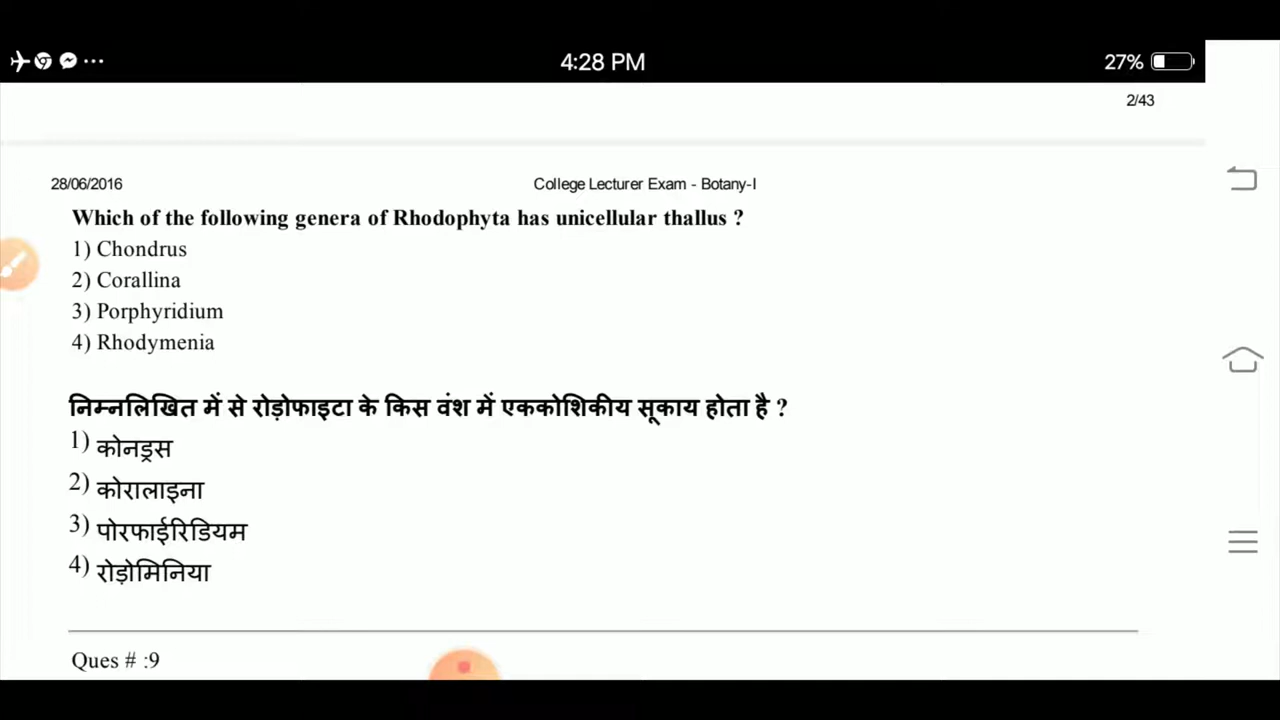 4:28 PM
27%
2/43
28/06/2016 College Lecturer Exam - Botany-I
Which of the following genera of Rhodophyta has unicellular thallus ?
1) Chondrus
2) Corallina
3) Porphyridium
4) Rhodymenia
निम्नलिखित में से रोड़ोफाइटा के किस वंश में एककोशिकीय सूकाय होता है ?
1) कोनड्रस
2) कोरालाइना
3) पोरफाईरिडियम
4) रोड़ोमिनिया
Ques # :9